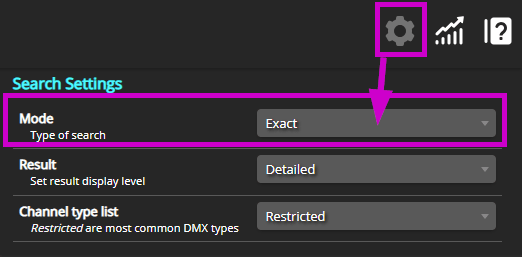 Search Settings
Mode
Type of search
Exact
Result
Set result display level
Detailed
Channel type list
Restricted are most common DMX types
Restricted